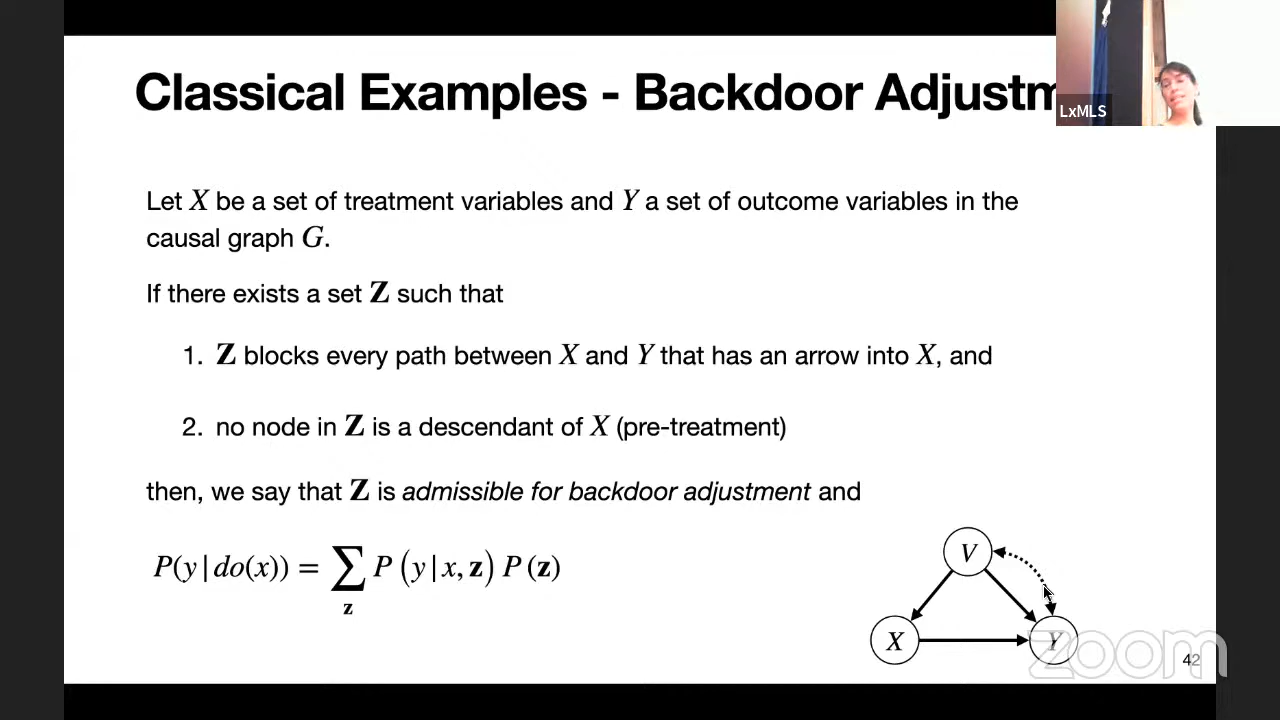 Classical Examples - Backdoor Adjustm
LxMLS
Let X be a set of treatment variables and Y a set of outcome variables in the
causal graph G.
If there exists a set Z such that
1. Z blocks every path between X and Y that has an arrow into X, and
2. no node in Z is a descendant of X (pre-treatment)
then, we say that Z is admissible for backdoor adjustment and
P(y|do(x)) = ∑ P(y|x, z) P(z)
z
V
X
Y
zoom
42